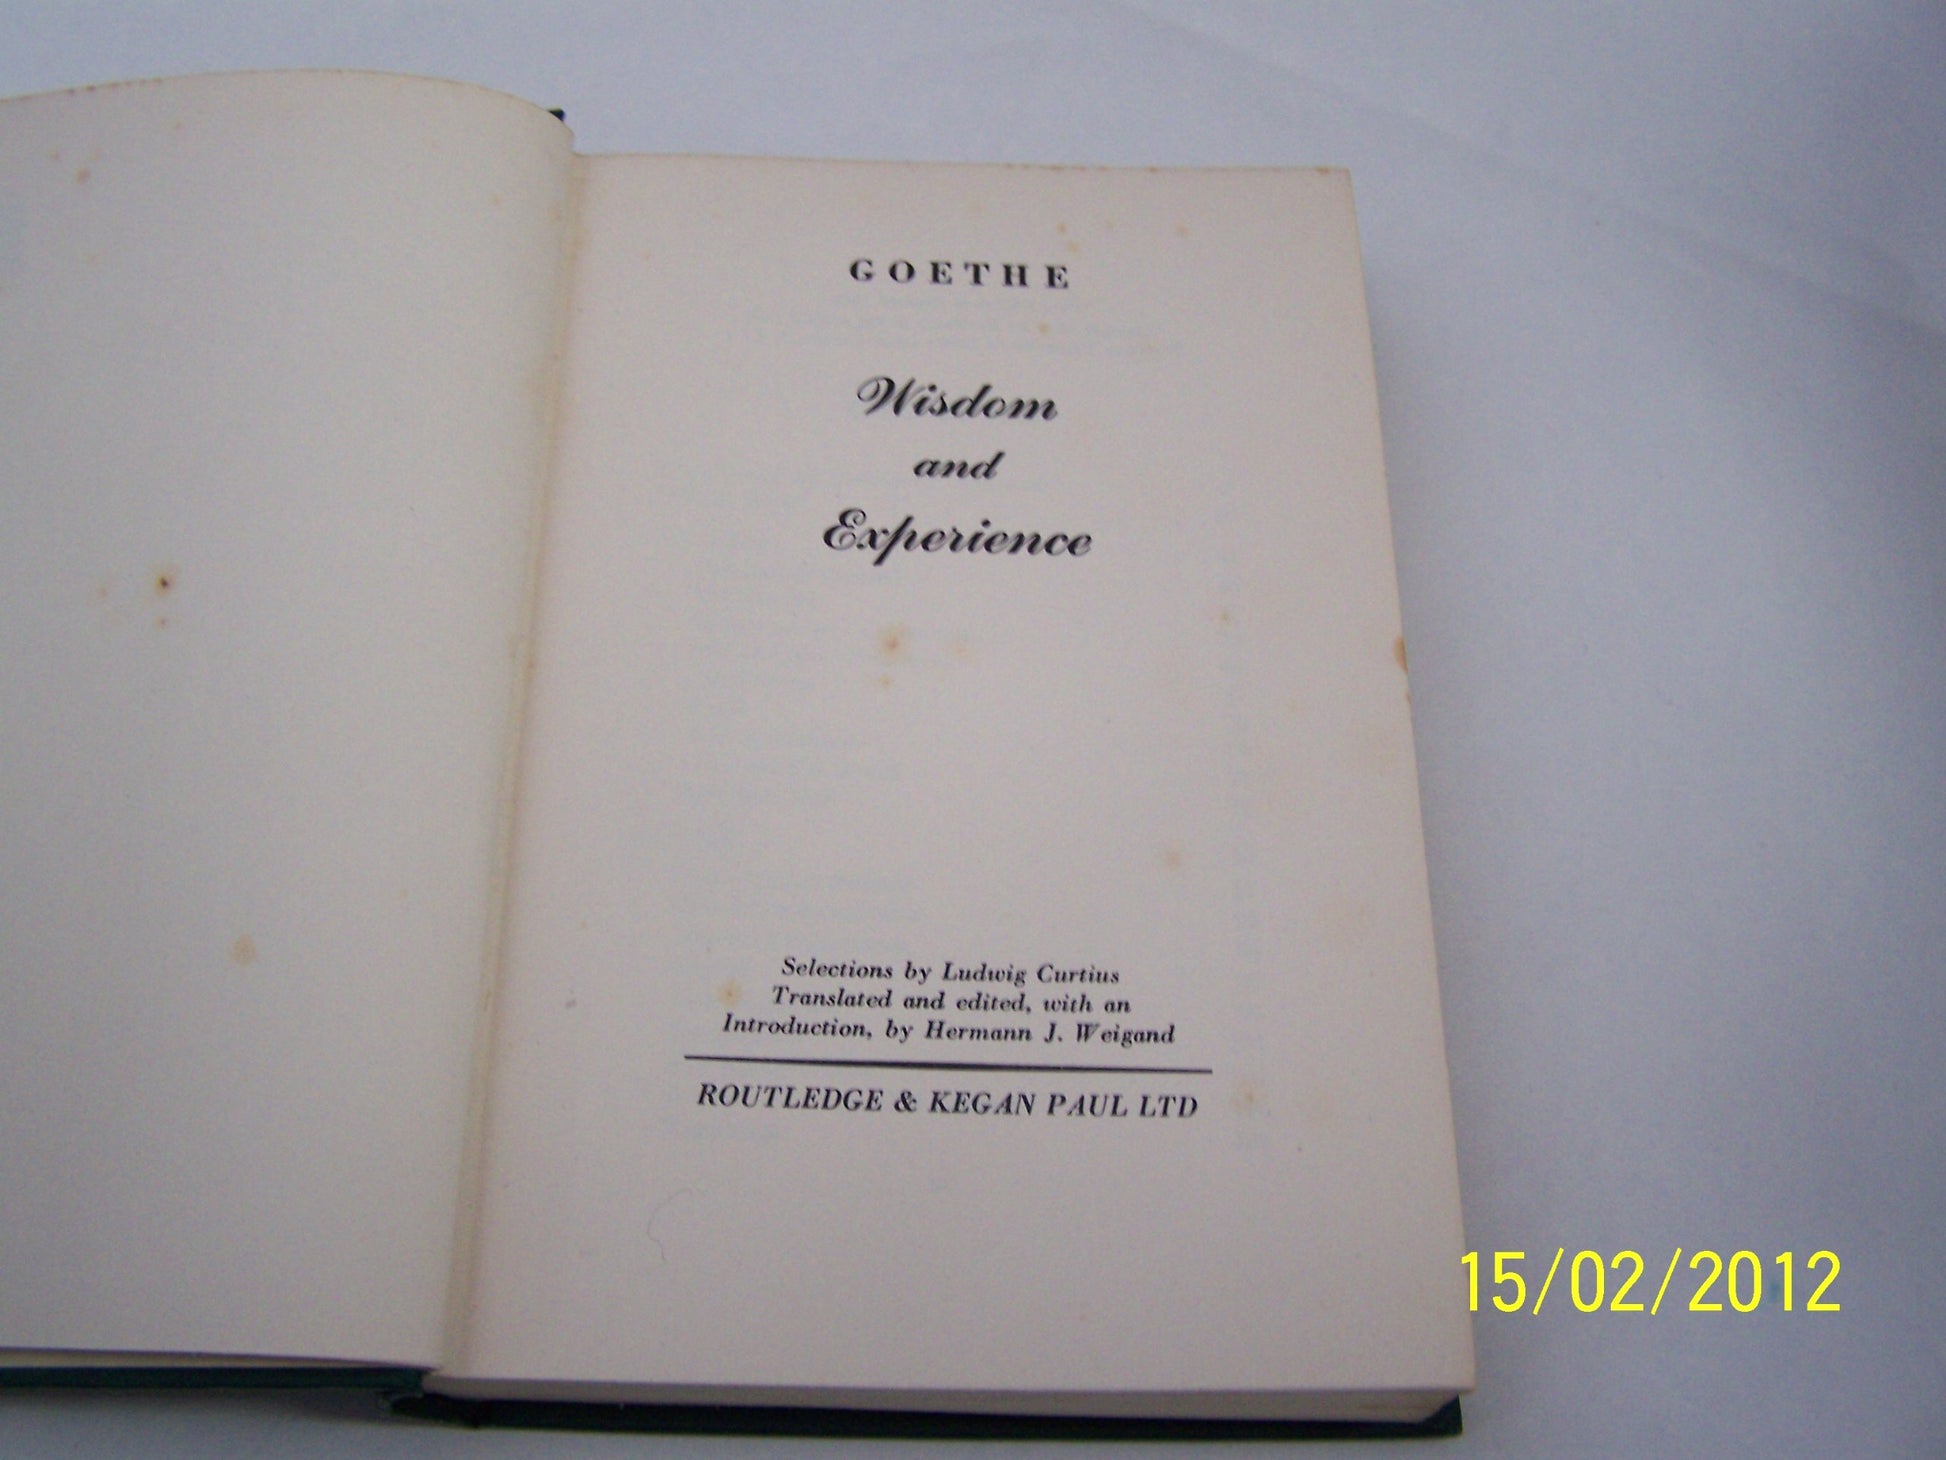 GOETHE
Wisdom
and
Experience
Selections by Ludwig Curtius
Translated and edited, with an
Introduction, by Hermann J. Weigand
ROUTLEDGE & KEGAN PAUL LTD
15/02/2012